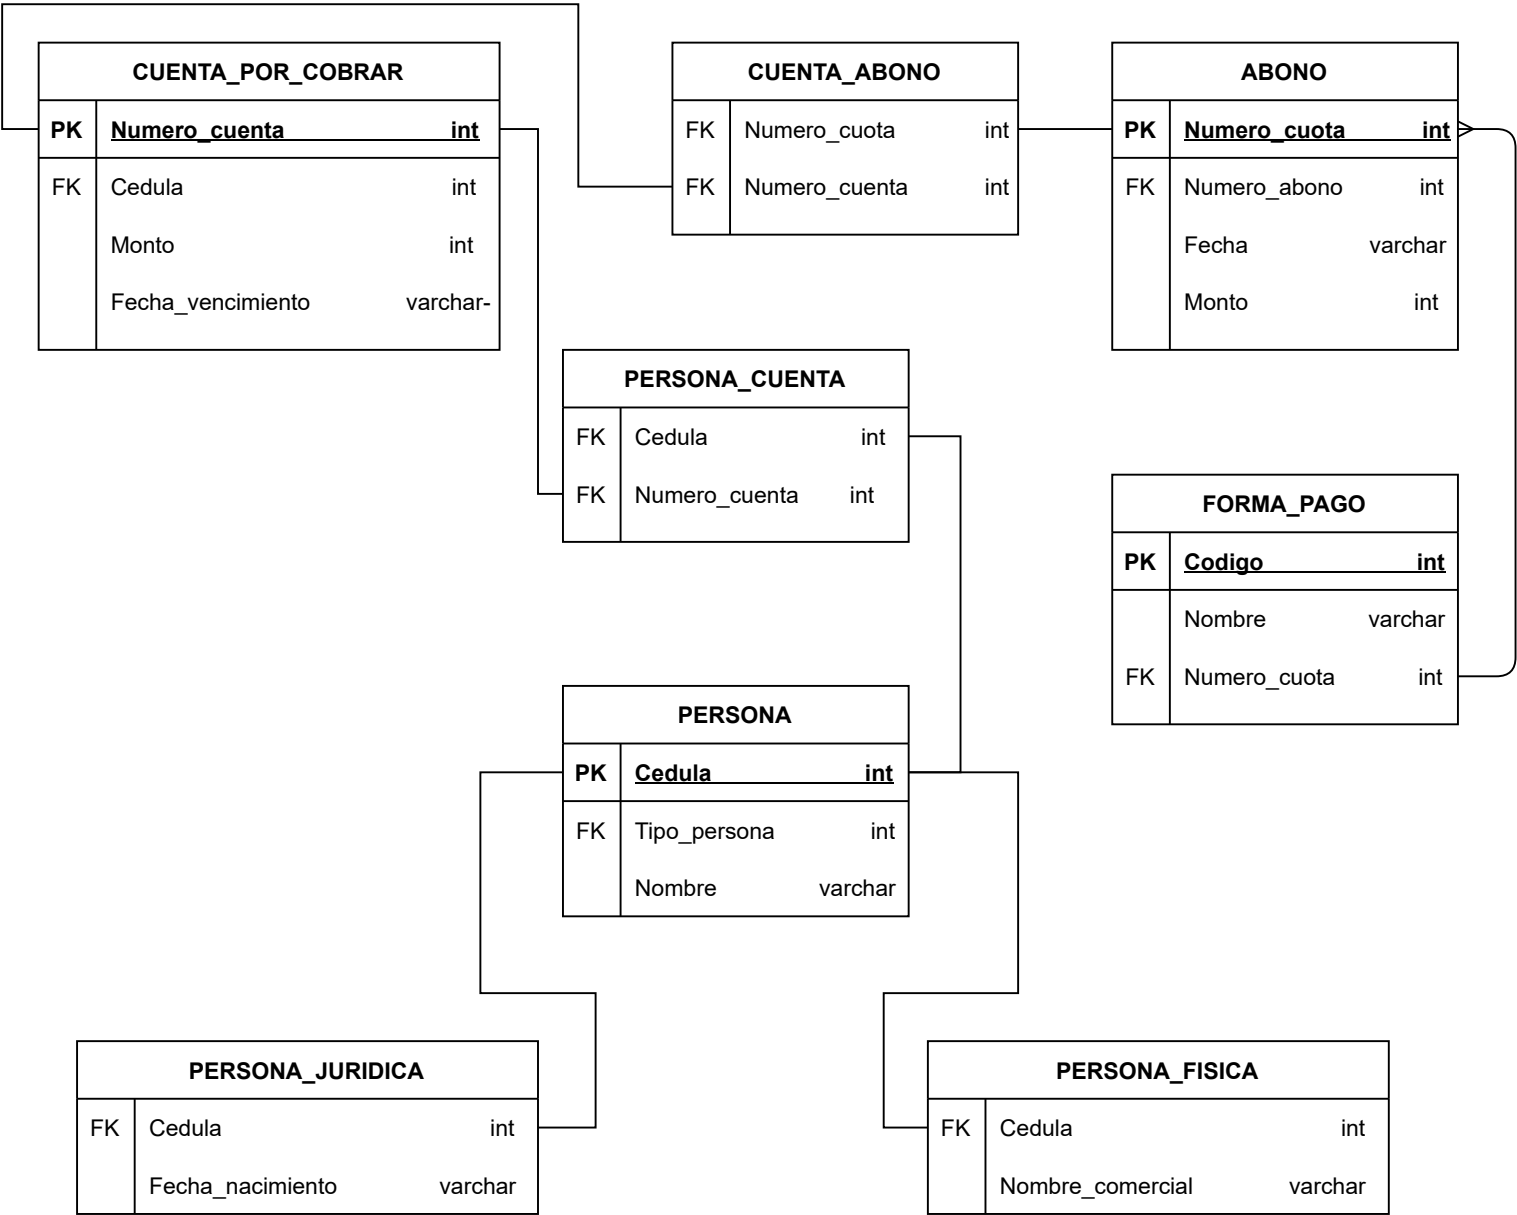 CUENTA_POR_COBRAR
PK Numero_cuenta int
FK Cedula int
Monto int
Fecha_vencimiento varchar-
CUENTA_ABONO
FK Numero_cuota int
FK Numero_cuenta int
ABONO
PK Numero_cuota int
FK Numero_abono int
Fecha varchar
Monto int
PERSONA_CUENTA
FK Cedula int
FK Numero_cuenta int
FORMA_PAGO
PK Codigo int
Nombre varchar
FK Numero_cuota int
PERSONA
PK Cedula int
FK Tipo_persona int
Nombre varchar
PERSONA_JURIDICA
FK Cedula int
Fecha_nacimiento varchar
PERSONA_FISICA
FK Cedula int
Nombre_comercial varchar